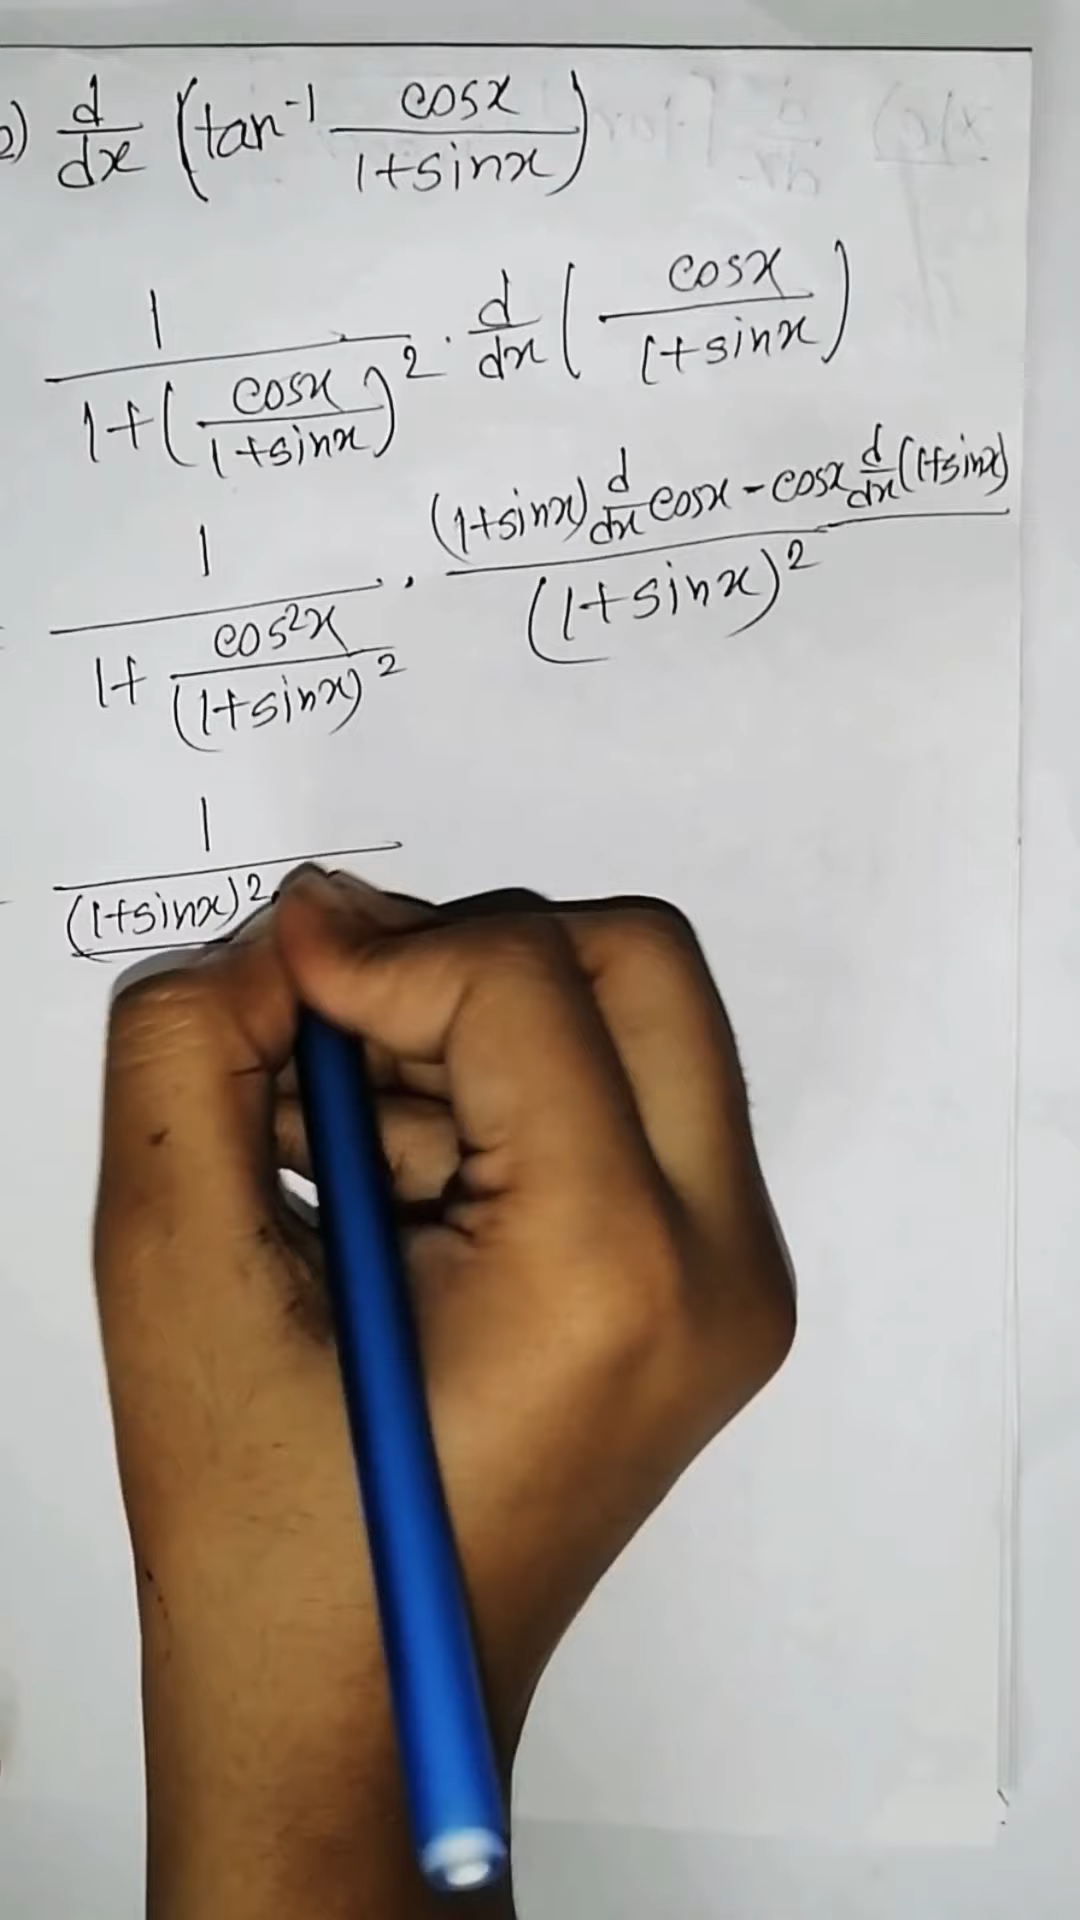 2) d/dx (tan⁻¹ cosx/(1+sinx))
1/(1+(cosx/(1+sinx))²) · d/dx (cosx/(1+sinx))
= 1/(1+cos²x/(1+sinx)²) · ((1+sinx) d/dx cosx - cosx d/dx (1+sinx))/(1+sinx)²
1/(1+sinx)²